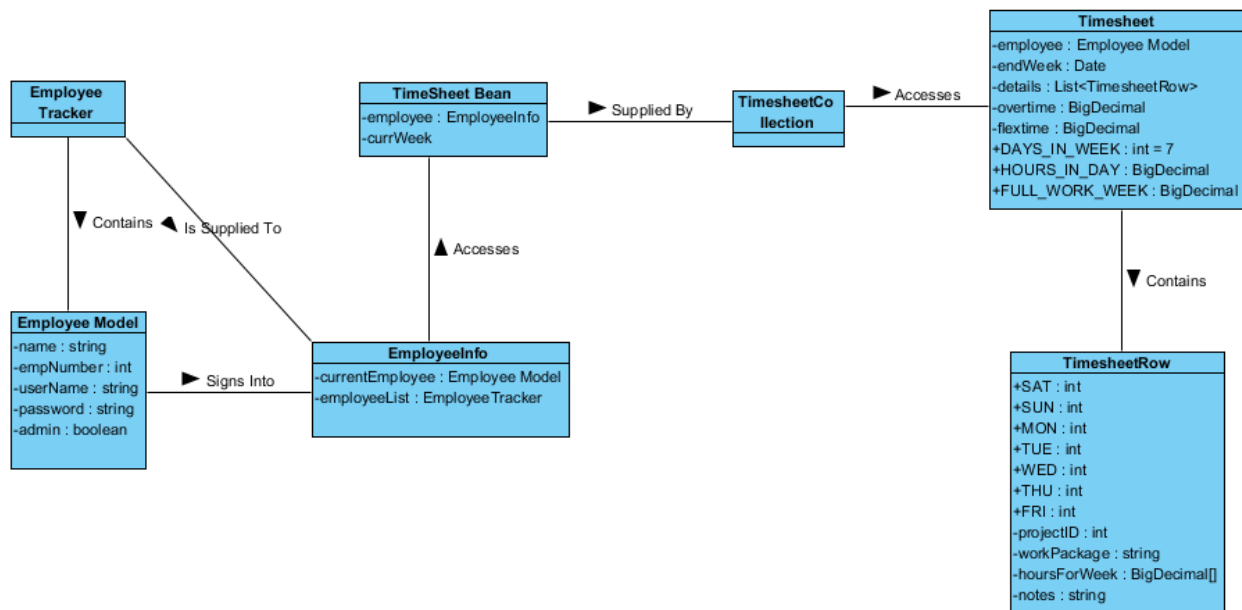 Employee
Tracker
Contains
Is Supplied To
Employee Model
-name : string
-empNumber : int
-userName : string
-password : string
-admin : boolean
Signs Into
EmployeeInfo
-currentEmployee : Employee Model
-employeeList : EmployeeTracker
Accesses
TimeSheet Bean
-employee : EmployeeInfo
-currWeek
Supplied By
TimesheetCo
llection
Accesses
Timesheet
-employee : Employee Model
-endWeek : Date
-details : List<TimesheetRow>
-overtime : BigDecimal
-flextime : BigDecimal
+DAYS_IN_WEEK : int = 7
+HOURS_IN_DAY : BigDecimal
+FULL_WORK_WEEK : BigDecimal
Contains
TimesheetRow
+SAT : int
+SUN : int
+MON : int
+TUE : int
+WED : int
+THU : int
+FRI : int
-projectID : int
-workPackage : string
-hoursForWeek : BigDecimal[]
-notes : string